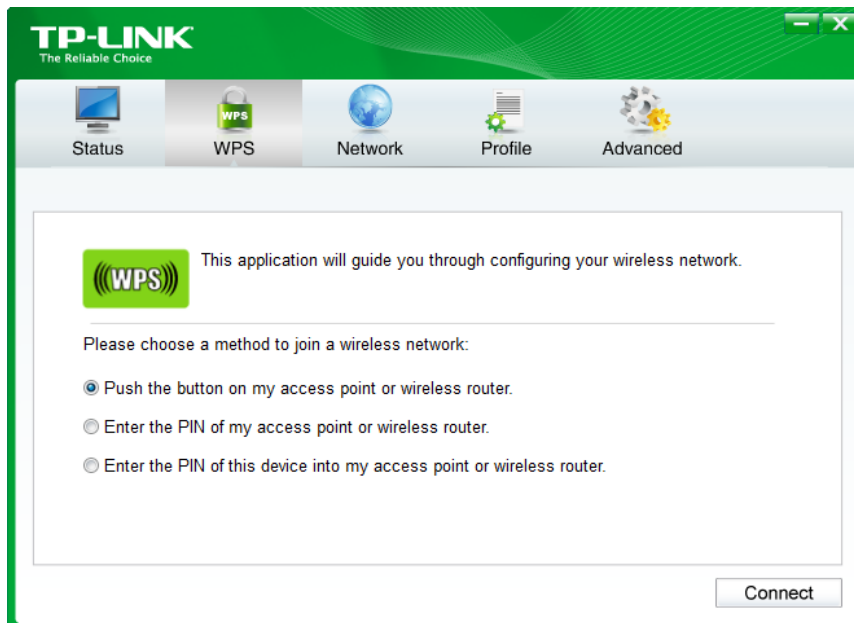 TP-LINK
The Reliable Choice
Status
WPS
WPS
Network
Profile
Advanced
((WPS))
This application will guide you through configuring your wireless network.
Please choose a method to join a wireless network:
Push the button on my access point or wireless router.
Enter the PIN of my access point or wireless router.
Enter the PIN of this device into my access point or wireless router.
Connect